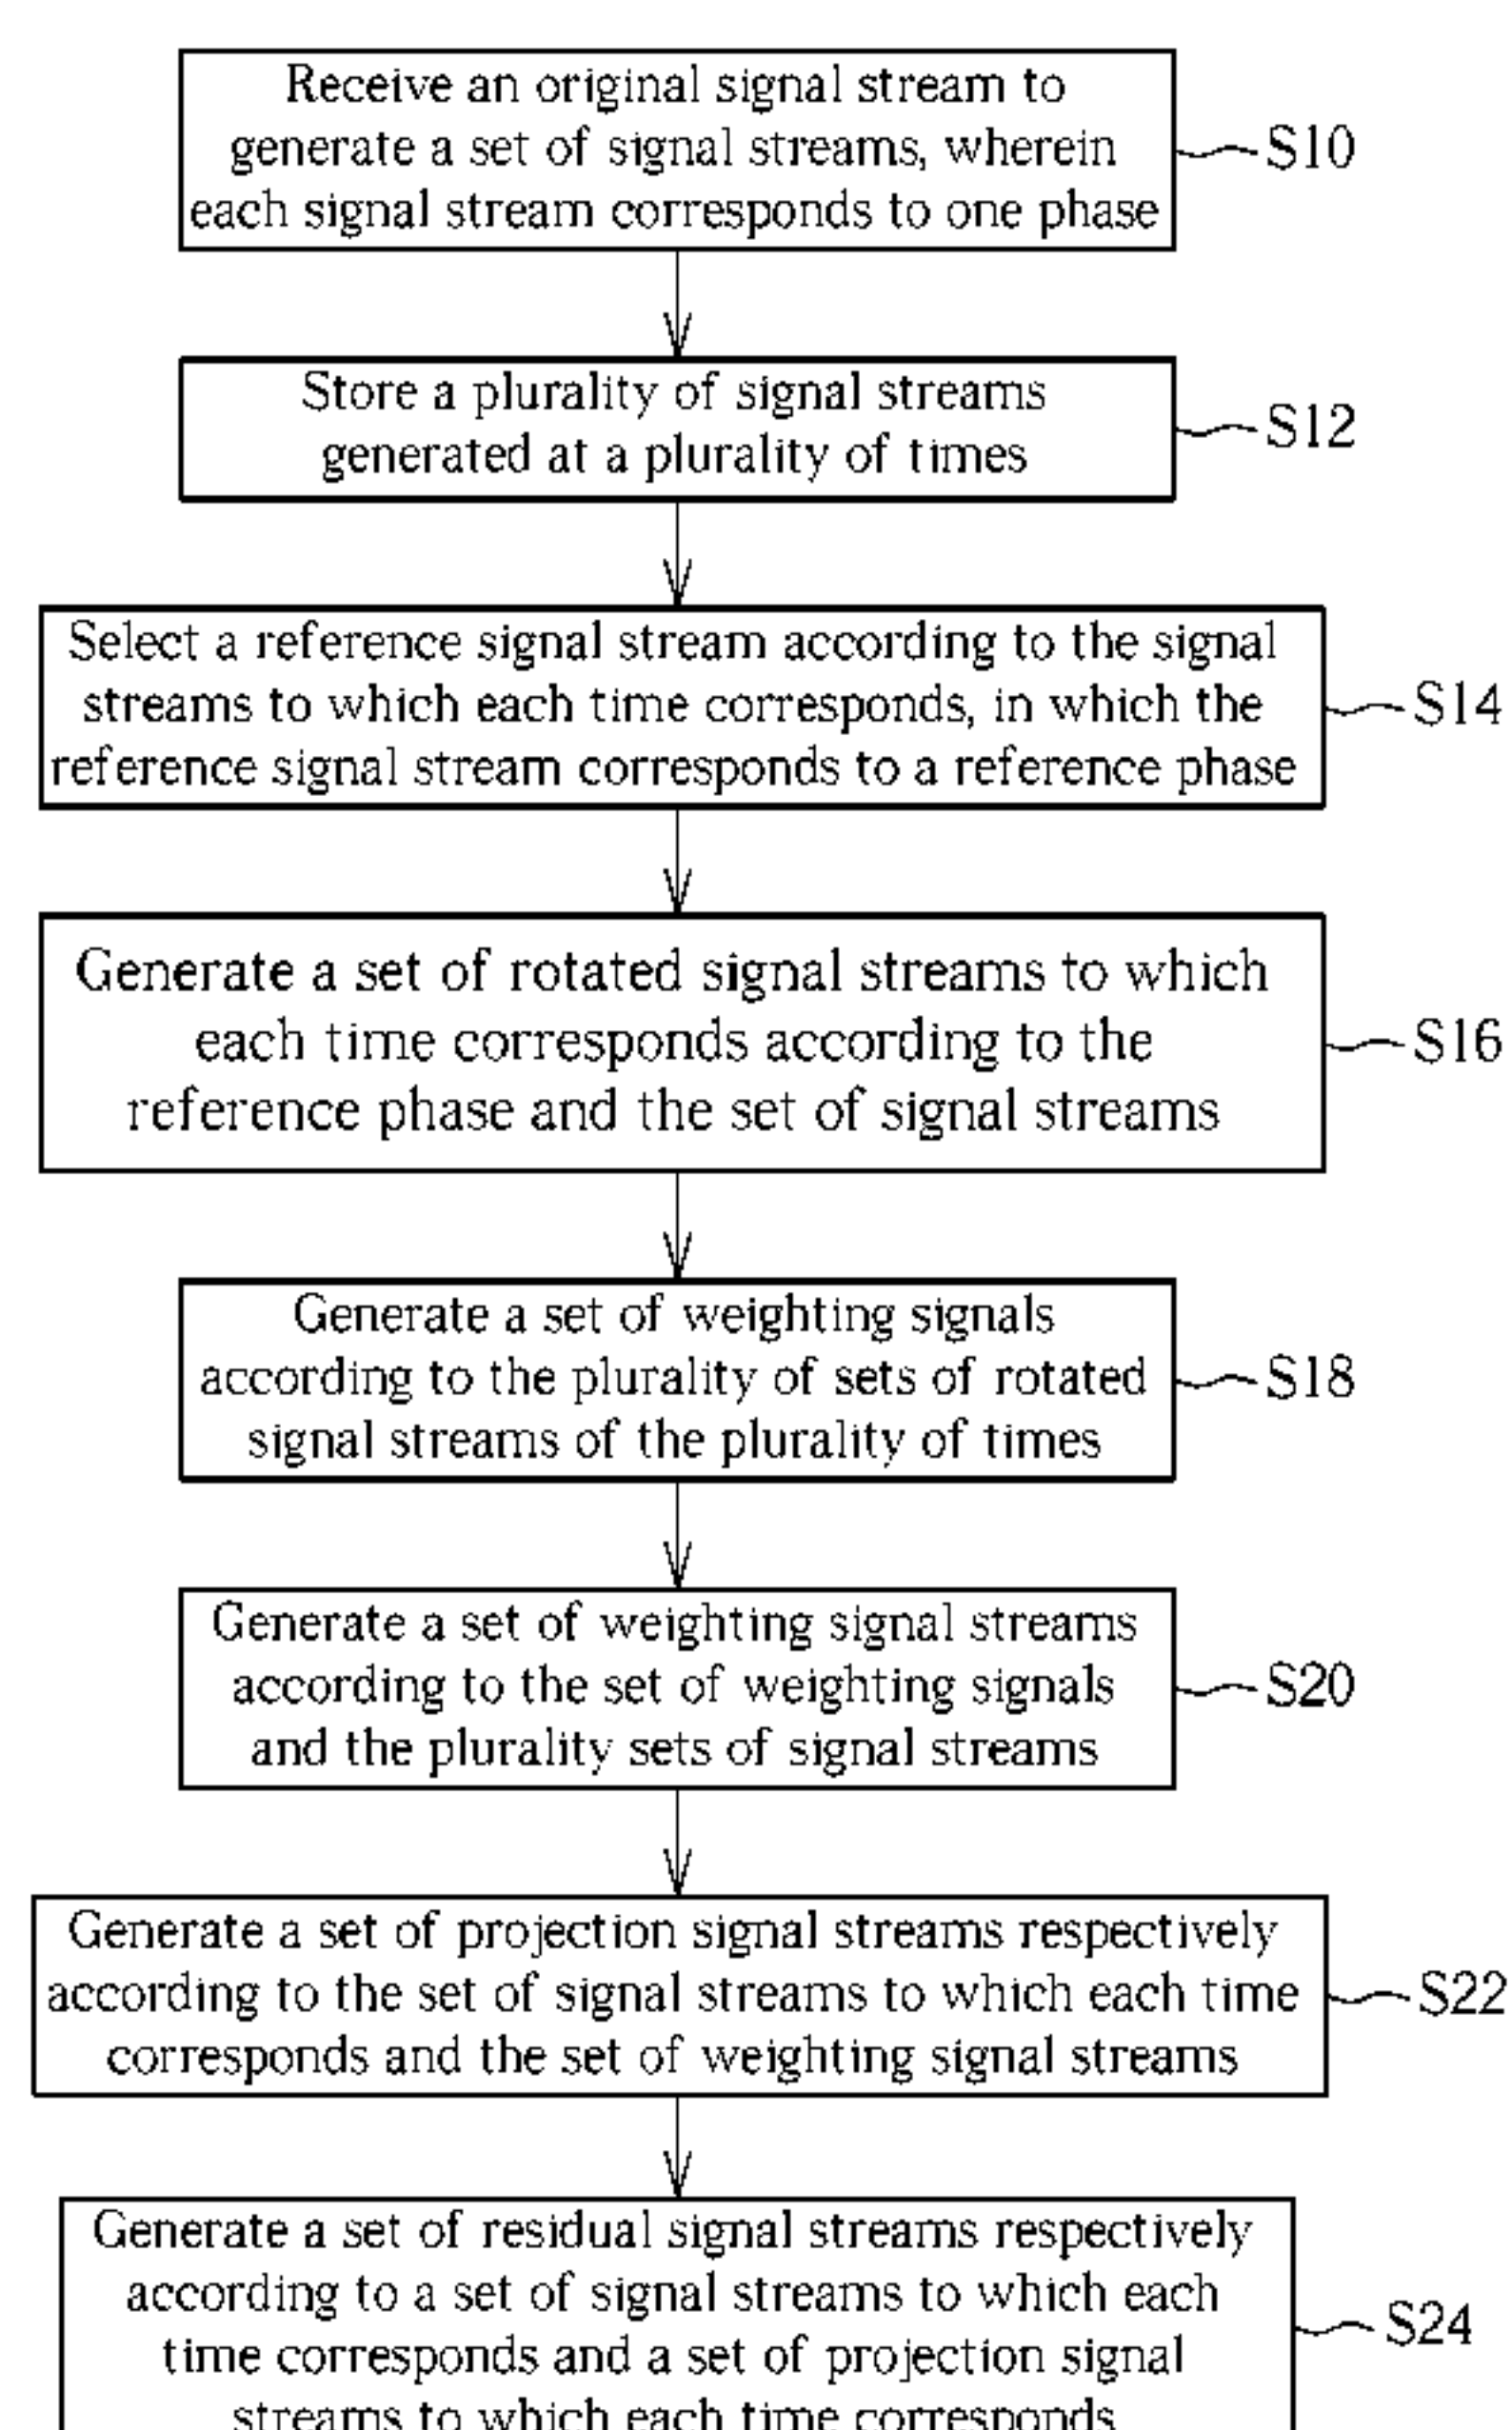 Receive an original signal stream to
generate a set of signal streams, wherein
each signal stream corresponds to one phase
S10
Store a plurality of signal streams
generated at a plurality of times
S12
Select a reference signal stream according to the signal
streams to which each time corresponds, in which the
reference signal stream corresponds to a reference phase
S14
Generate a set of rotated signal streams to which
each time corresponds according to the
reference phase and the set of signal streams
S16
Generate a set of weighting signals
according to the plurality of sets of rotated
signal streams of the plurality of times
S18
Generate a set of weighting signal streams
according to the set of weighting signals
and the plurality sets of signal streams
S20
Generate a set of projection signal streams respectively
according to the set of signal streams to which each time
corresponds and the set of weighting signal streams
S22
Generate a set of residual signal streams respectively
according to a set of signal streams to which each
time corresponds and a set of projection signal
streams to which each time corresponds
S24